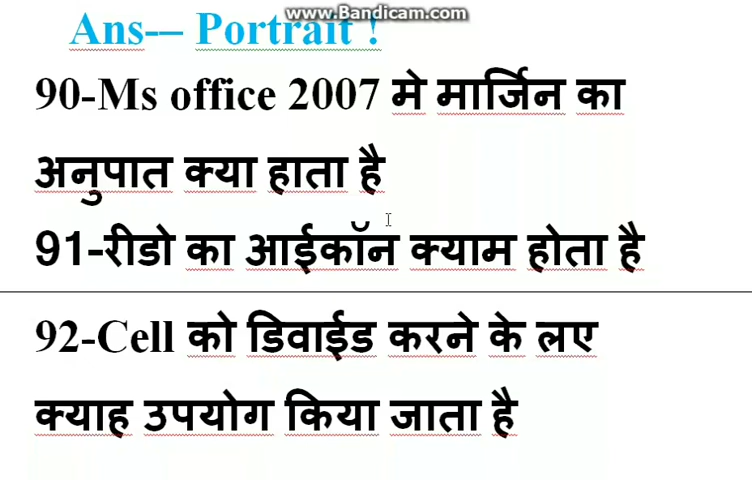 www.Bandicam.com
Ans-– Portrait !
90-Ms office 2007 मे मार्जिन का
अनुपात क्या हाता है
91-रीडो का आईकॉन क्याम होता है
92-Cell को डिवाईड करने के लए
क्याह उपयोग किया जाता है